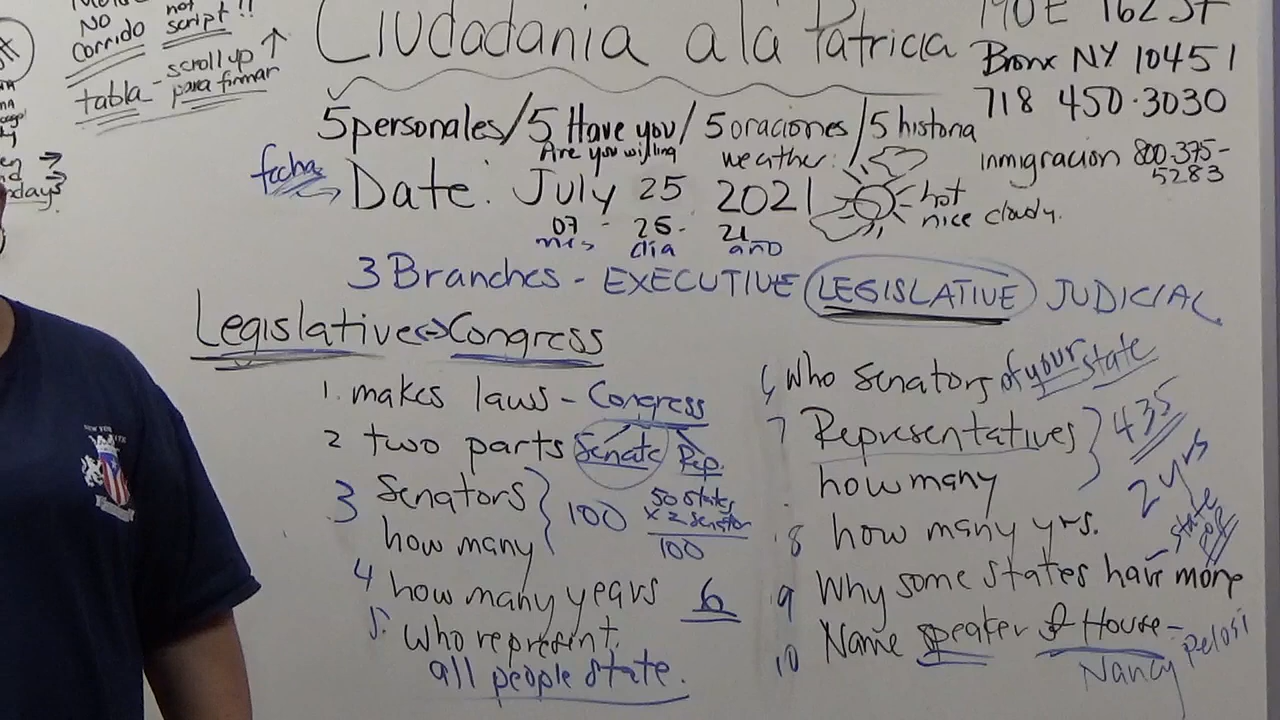 not
NO script !!
Corrido
tabla - scroll up ↑
para firmar
Ciudadania a la Patricia
190 E 162 St
Bronx NY 10451
718 450-3030
inmigracion 800-375-
5283
5 personales / 5 Have you / 5 oraciones / 5 historia
Are you willing weather:
fecha → Date: July 25 2021
hot
nice cloudy.
07 - 25 - 21
mes dia año
3 Branches - EXECUTIVE LEGISLATIVE JUDICIAL
Legislative ↔ Congress
1. makes laws - Congress
2 two parts Senate Rep.
3 Senators } 100
how many
50 states
x 2 senator
100
4 how many years 6
5. Who represent.
all people state.
6 Who Senators of your state
7 Representatives } 435
how many
8 how many yrs. 2 yrs
9 Why some states have more
state pop
10 Name Speaker of House -
Nancy Pelosi